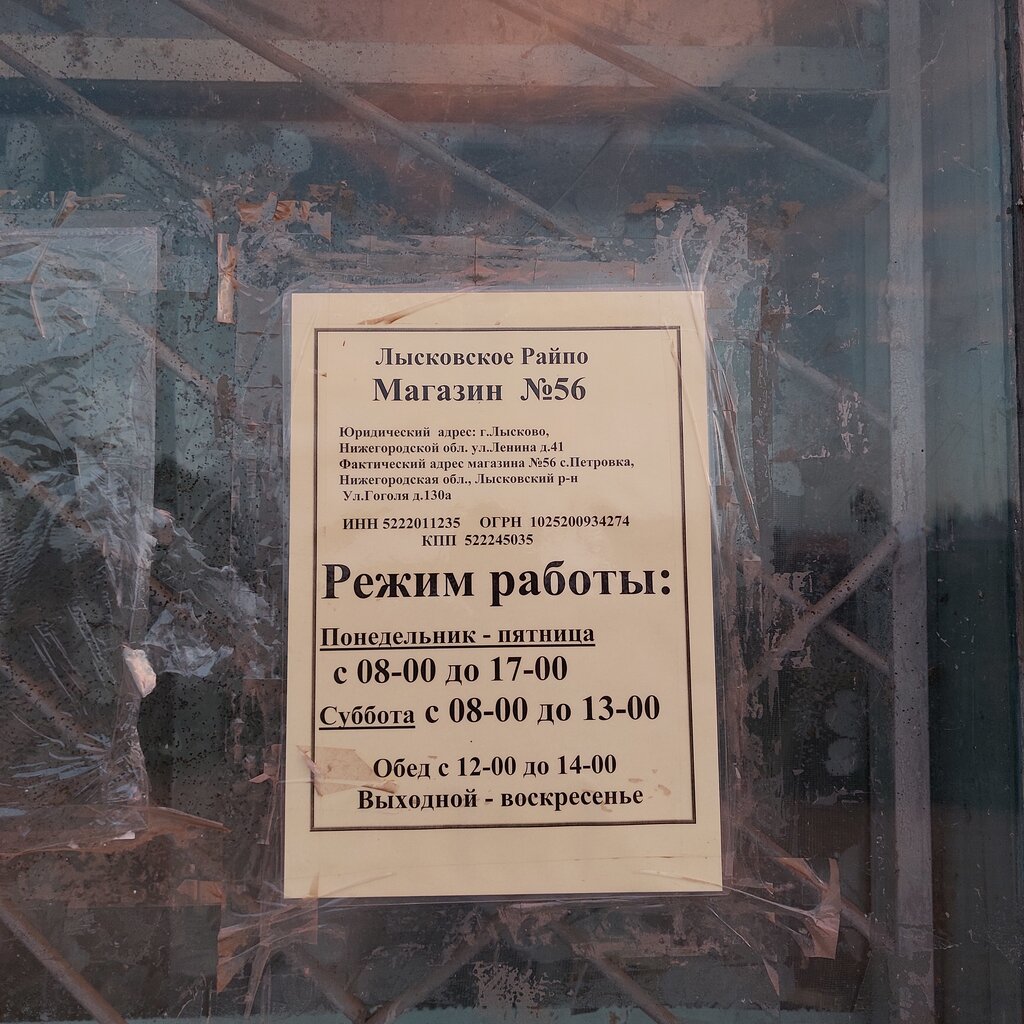 Лысковское Райпо
Магазин №56
Юридический адрес: г.Лысково,
Нижегородской обл. ул.Ленина д.41
Фактический адрес магазина №56 с.Петровка,
Нижегородская обл., Лысковский р-н
Ул.Гоголя д.130а
ИНН 5222011235 ОГРН 1025200934274
КПП 522245035
Режим работы:
Понедельник - пятница
с 08-00 до 17-00
Суббота с 08-00 до 13-00
Обед с 12-00 до 14-00
Выходной - воскресенье